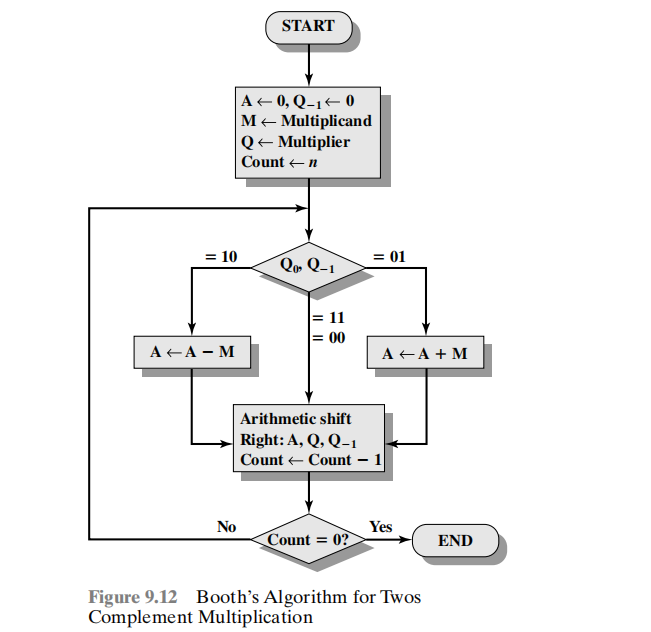 START
A ← 0, Q₋₁ ← 0
M ← Multiplicand
Q ← Multiplier
Count ← n
= 10
Q₀, Q₋₁
= 01
= 11
= 00
A ← A − M
A ← A + M
Arithmetic shift
Right: A, Q, Q₋₁
Count ← Count − 1
No
Count = 0?
Yes
END
Figure 9.12 Booth's Algorithm for Twos
Complement Multiplication